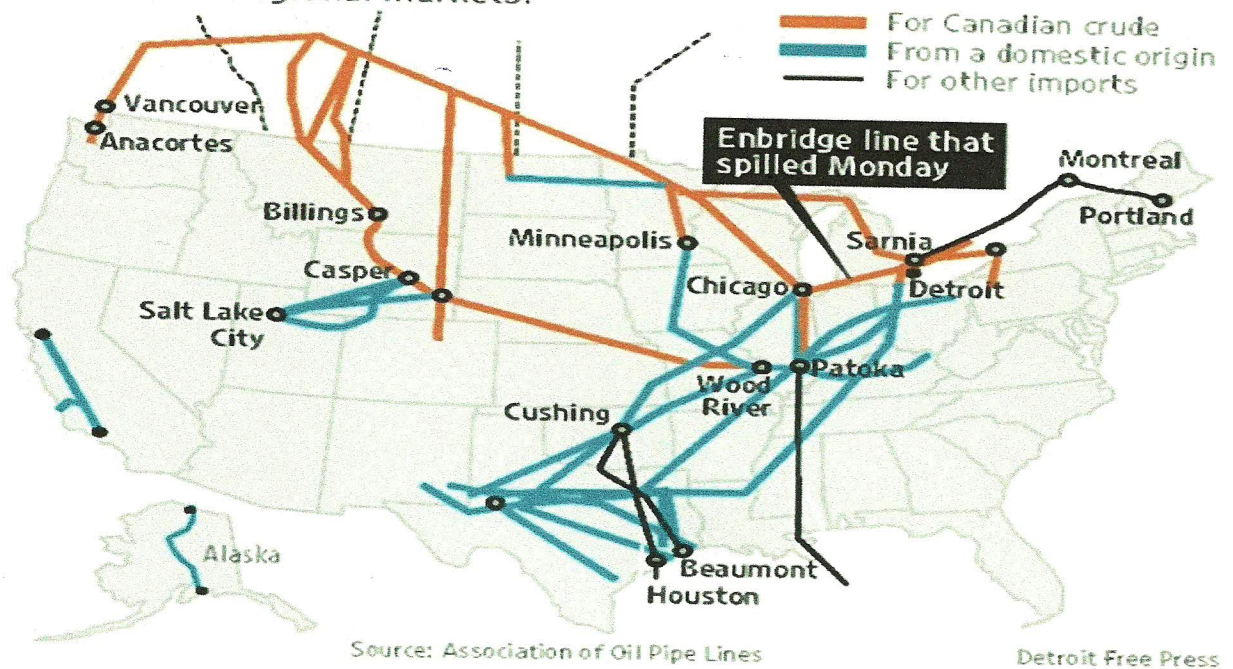 markets.
For Canadian crude
From a domestic origin
For other imports
Vancouver
Anacortes
Enbridge line that
spilled Monday
Montreal
Portland
Billings
Minneapolis
Sarnia
Casper
Chicago
Detroit
Salt Lake
City
Patoka
Wood
River
Cushing
Alaska
Beaumont
Houston
Source: Association of Oil Pipe Lines
Detroit Free Press